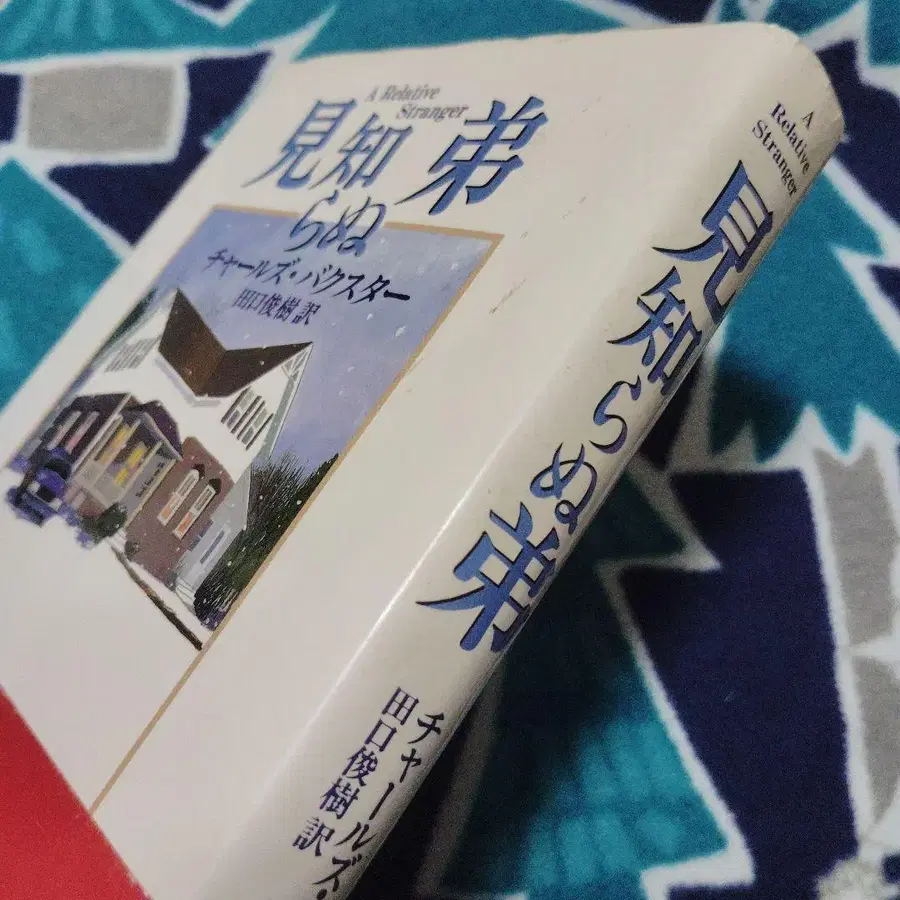 A Relative
Stranger
見知らぬ弟
チャールズ・バクスター
田口俊樹 訳
A
Relative
Stranger
見知らぬ弟
チャールズ・
田口俊樹 訳